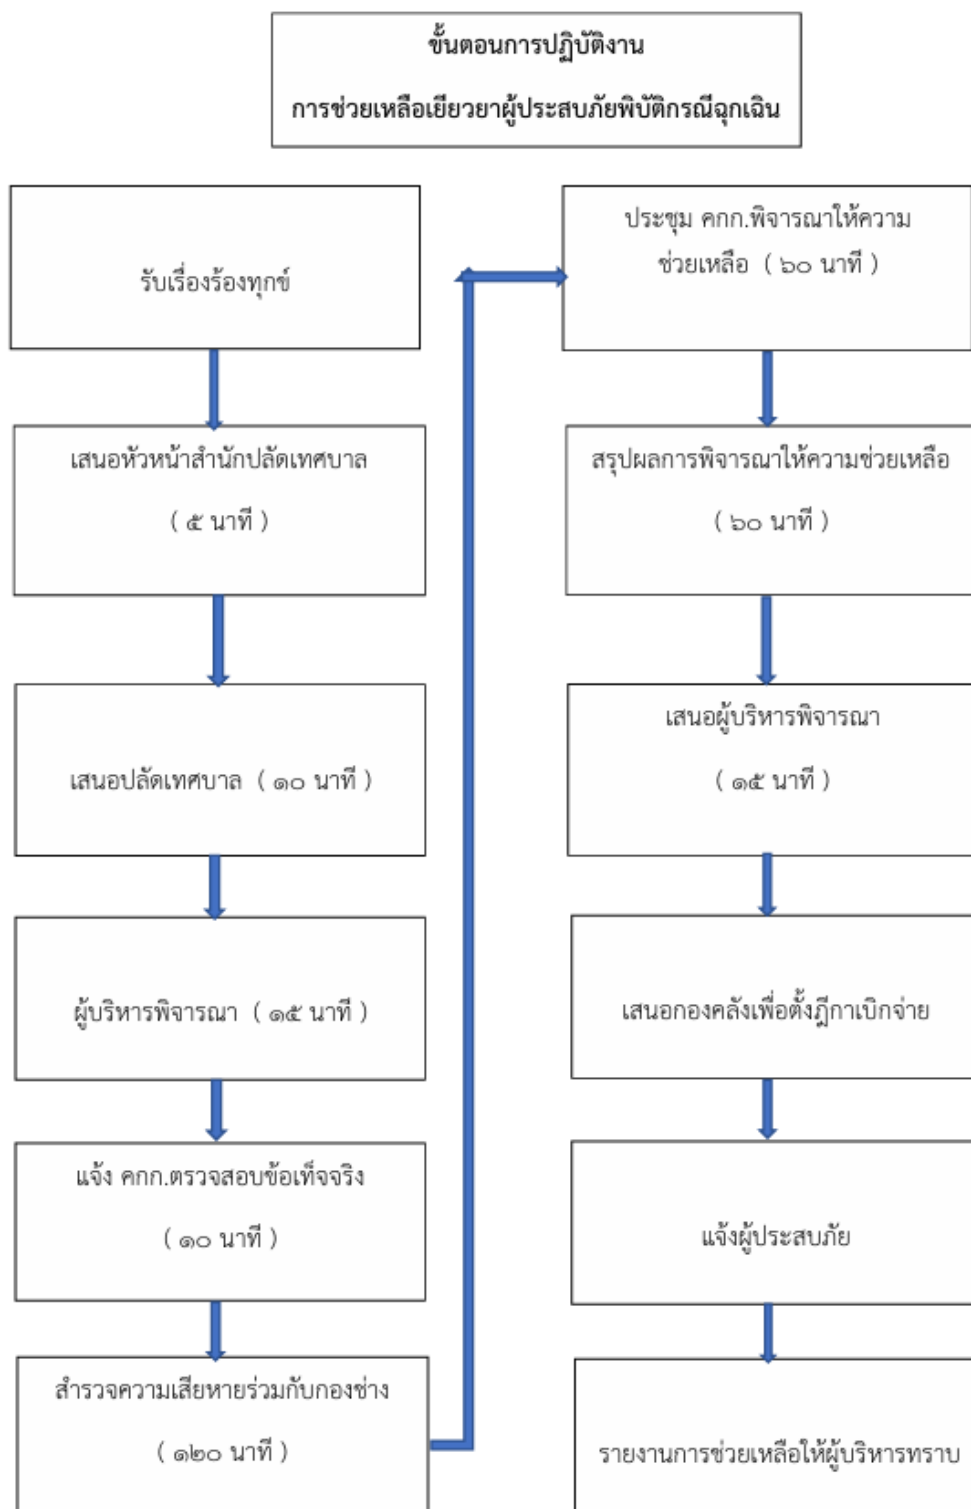 ขั้นตอนการปฏิบัติงาน
การช่วยเหลือเยียวยาผู้ประสบภัยพิบัติกรณีฉุกเฉิน
รับเรื่องร้องทุกข์
เสนอหัวหน้าสำนักปลัดเทศบาล
( ๕ นาที )
เสนอปลัดเทศบาล ( ๑๐ นาที )
ผู้บริหารพิจารณา ( ๑๕ นาที )
แจ้ง คกก.ตรวจสอบข้อเท็จจริง
( ๑๐ นาที )
สำรวจความเสียหายร่วมกับกองช่าง
( ๑๒๐ นาที )
ประชุม คกก.พิจารณาให้ความ
ช่วยเหลือ ( ๖๐ นาที )
สรุปผลการพิจารณาให้ความช่วยเหลือ
( ๖๐ นาที )
เสนอผู้บริหารพิจารณา
( ๑๕ นาที )
เสนอกองคลังเพื่อตั้งฎีกาเบิกจ่าย
แจ้งผู้ประสบภัย
รายงานการช่วยเหลือให้ผู้บริหารทราบ